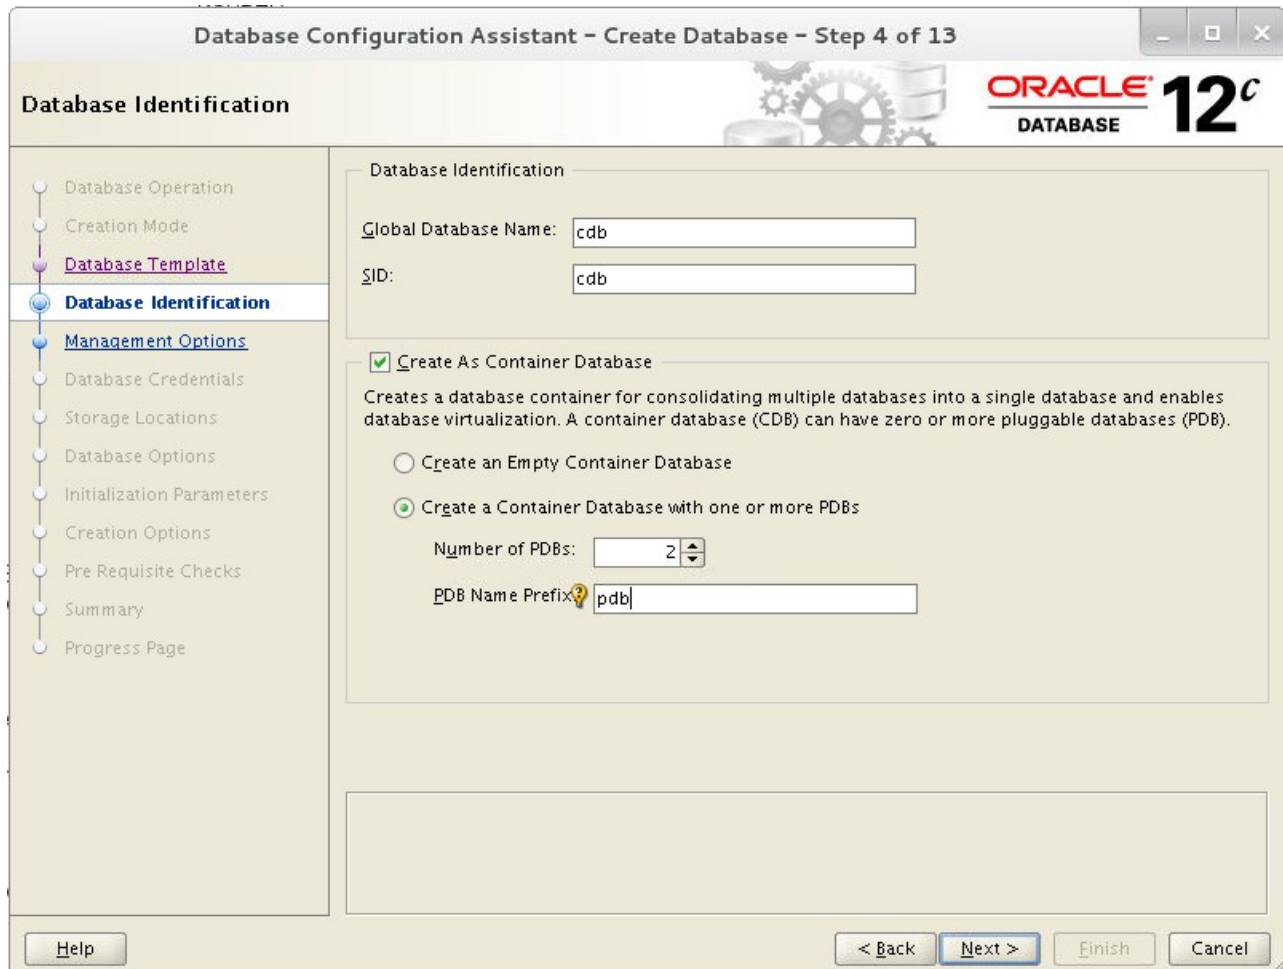 Database Configuration Assistant - Create Database - Step 4 of 13
Database Identification
ORACLE
DATABASE
12c
Database Operation
Creation Mode
Database Template
Database Identification
Management Options
Database Credentials
Storage Locations
Database Options
Initialization Parameters
Creation Options
Pre Requisite Checks
Summary
Progress Page
Database Identification
Global Database Name: cdb
SID: cdb
Create As Container Database
Creates a database container for consolidating multiple databases into a single database and enables
database virtualization. A container database (CDB) can have zero or more pluggable databases (PDB).
Create an Empty Container Database
Create a Container Database with one or more PDBs
Number of PDBs: 2
PDB Name Prefix pdb
Help
< Back
Next >
Finish
Cancel